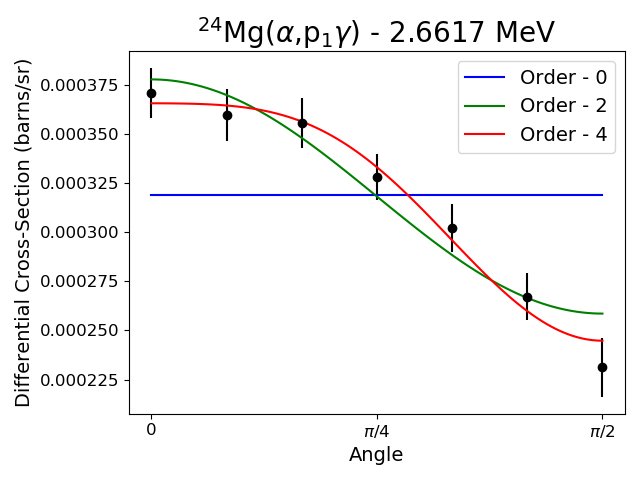 ²⁴Mg(α,p₁γ) - 2.6617 MeV
Differential Cross-Section (barns/sr)
0.000375
0.000350
0.000325
0.000300
0.000275
0.000250
0.000225
Order - 0
Order - 2
Order - 4
0
π/4
π/2
Angle